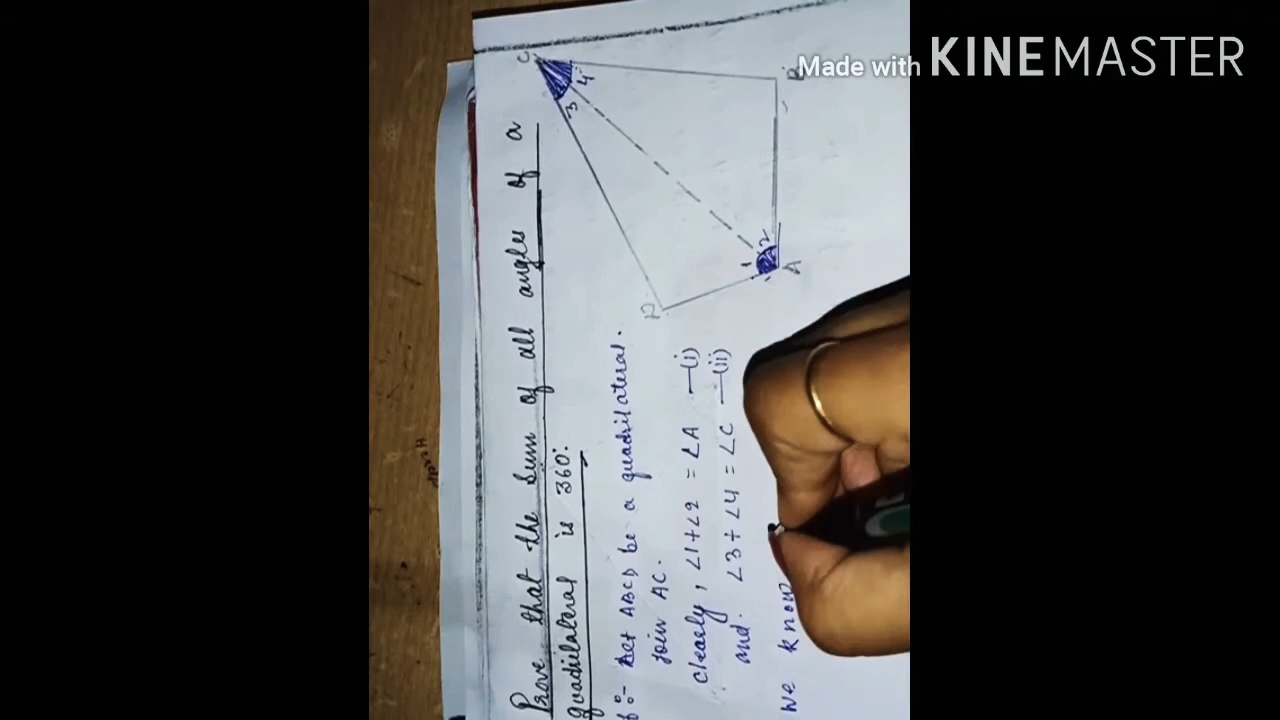 Prove that the sum of all angles of a
quadrilateral is 360°.
f :- Let ABCD be a quadrilateral.
Join AC.
clearly, ∠1+∠2 = ∠A —(i)
and. ∠3+∠4 = ∠C —(ii)
we know
C
4
3
B
2
1
A
D
Made with KINEMASTER